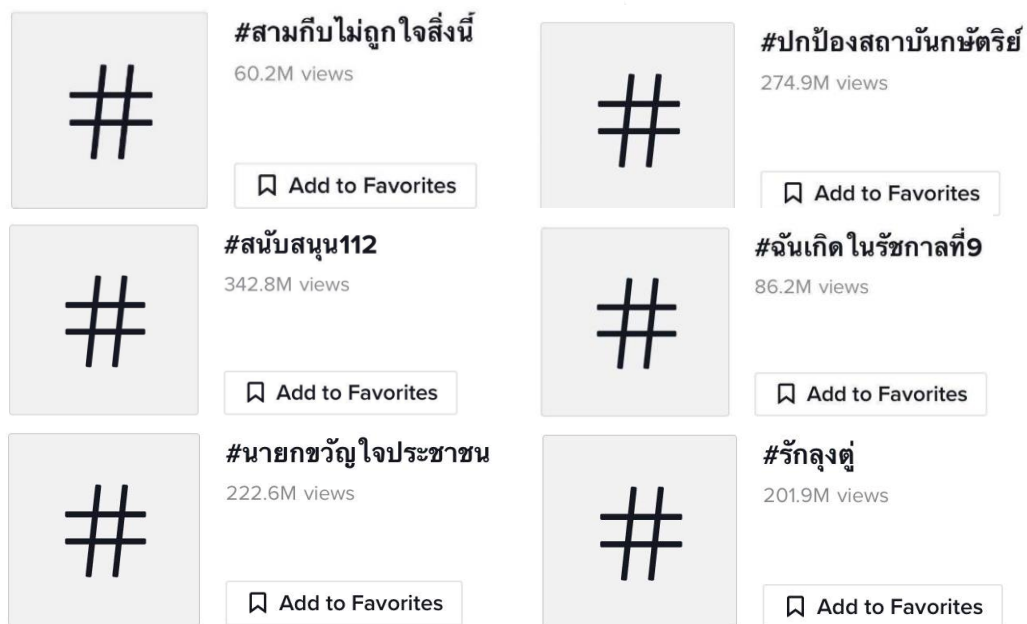 #สามกีบไม่ถูกใจสิ่งนี้
60.2M views
Add to Favorites
#ปกป้องสถาบันกษัตริย์
274.9M views
Add to Favorites
#สนับสนุน112
342.8M views
Add to Favorites
#ฉันเกิดในรัชกาลที่9
86.2M views
Add to Favorites
#นายกขวัญใจประชาชน
222.6M views
Add to Favorites
#รักลุงตู่
201.9M views
Add to Favorites